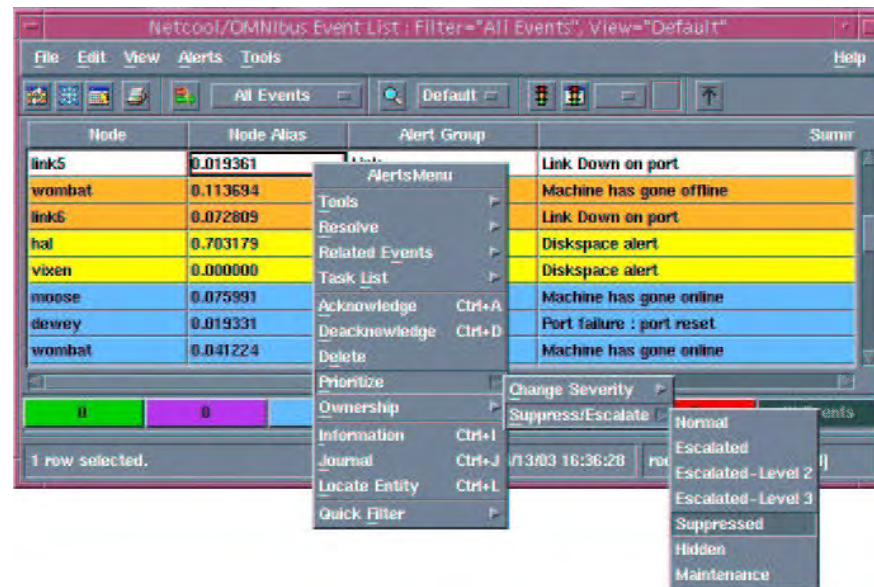 Netcool/OMNIbus Event List : Filter="All Events", View="Default"
File Edit View Alerts Tools Help
All Events Default
Node Node Alias Alert Group Summ
link5 0.019361 Link Down on port
wombat 0.113694 Machine has gone offline
link6 0.072809 Link Down on port
hal 0.703179 Diskspace alert
vixen 0.000000 Diskspace alert
moose 0.075991 Machine has gone online
dewey 0.019331 Port failure : port reset
wombat 0.041224 Machine has gone online
AlertsMenu
Tools
Resolve
Related Events
Task List
Acknowledge Ctrl+A
Deacknowledge Ctrl+D
Delete
Prioritize
Ownership
Information Ctrl+I
Journal Ctrl+J
Locate Entity Ctrl+L
Quick Filter
Change Severity
Suppress/Escalate
Normal
Escalated
Escalated-Level 2
Escalated-Level 3
Suppressed
Hidden
Maintenance
0 0
1 row selected. /13/03 16:36:28